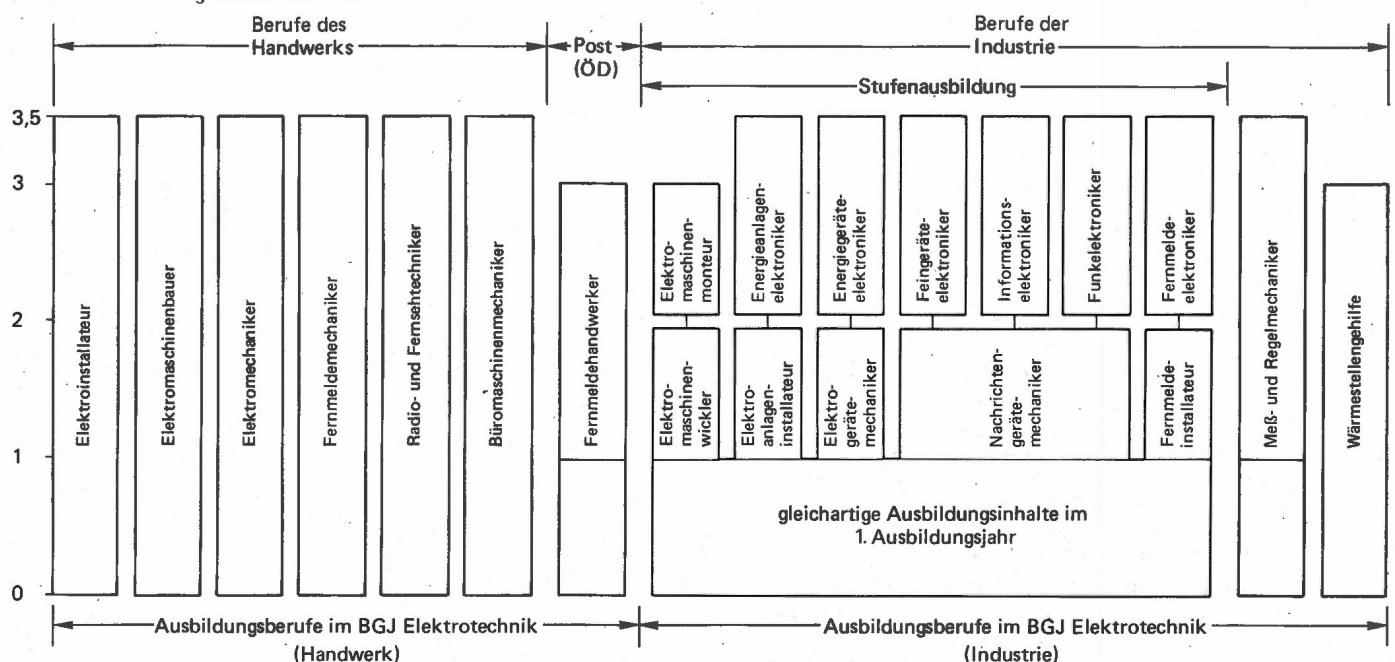 Berufe des
Handwerks
Post
(ÖD)
Berufe der
Industrie
Stufenausbildung
3,5
3
2
1
0
Elektroinstallateur
Elektromaschinenbauer
Elektromechaniker
Fernmeldemechaniker
Radio- und Fernsehtechniker
Büromaschinenmechaniker
Fernmeldehandwerker
Elektro-
maschinen-
monteur
Energieanlagen-
elektroniker
Energiegeräte-
elektroniker
Feingeräte-
elektroniker
Informations-
elektroniker
Funkelektroniker
Fernmelde-
elektroniker
Elektro-
maschinen-
wickler
Elektro-
anlagen-
installateur
Elektro-
geräte-
mechaniker
Nachrichten-
geräte-
mechaniker
Fernmelde-
installateur
Meß- und Regelmechaniker
Wärmestellengehilfe
gleichartige Ausbildungsinhalte im
1. Ausbildungsjahr
Ausbildungsberufe im BGJ Elektrotechnik
(Handwerk)
Ausbildungsberufe im BGJ Elektrotechnik
(Industrie)